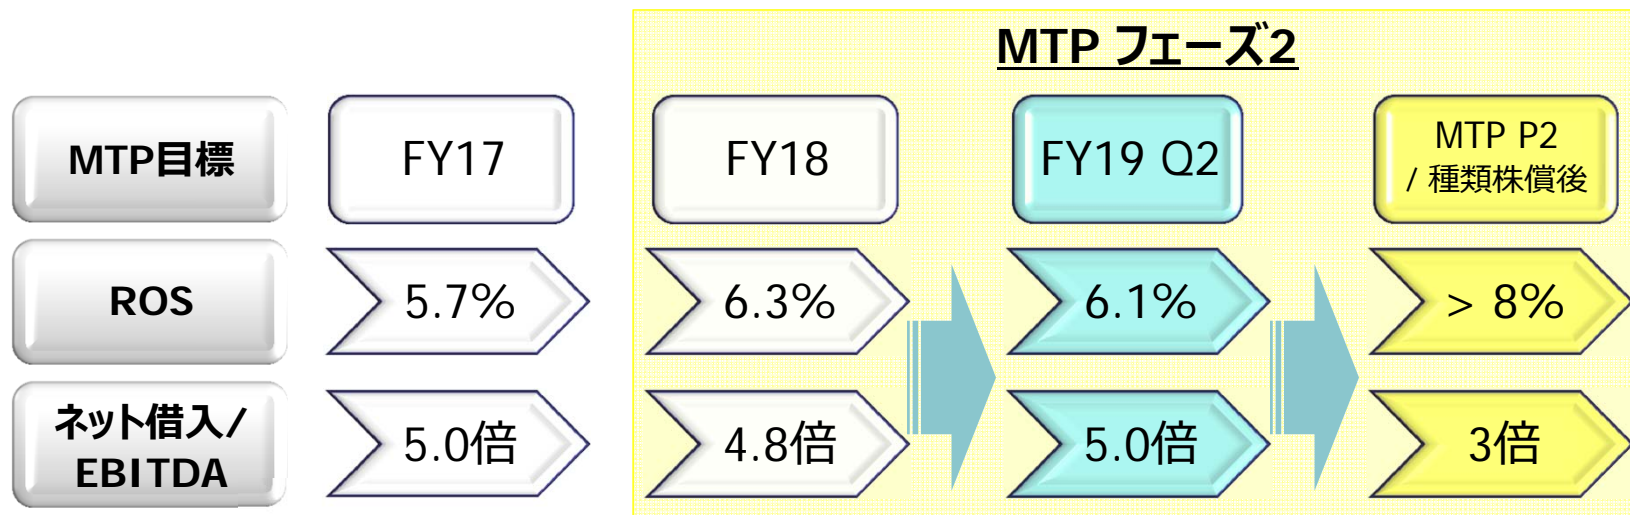 MTP フェーズ2
MTP目標
FY17
FY18
FY19 Q2
MTP P2
/ 種類株償後
ROS
5.7%
6.3%
6.1%
> 8%
ネット借入/
EBITDA
5.0倍
4.8倍
5.0倍
3倍